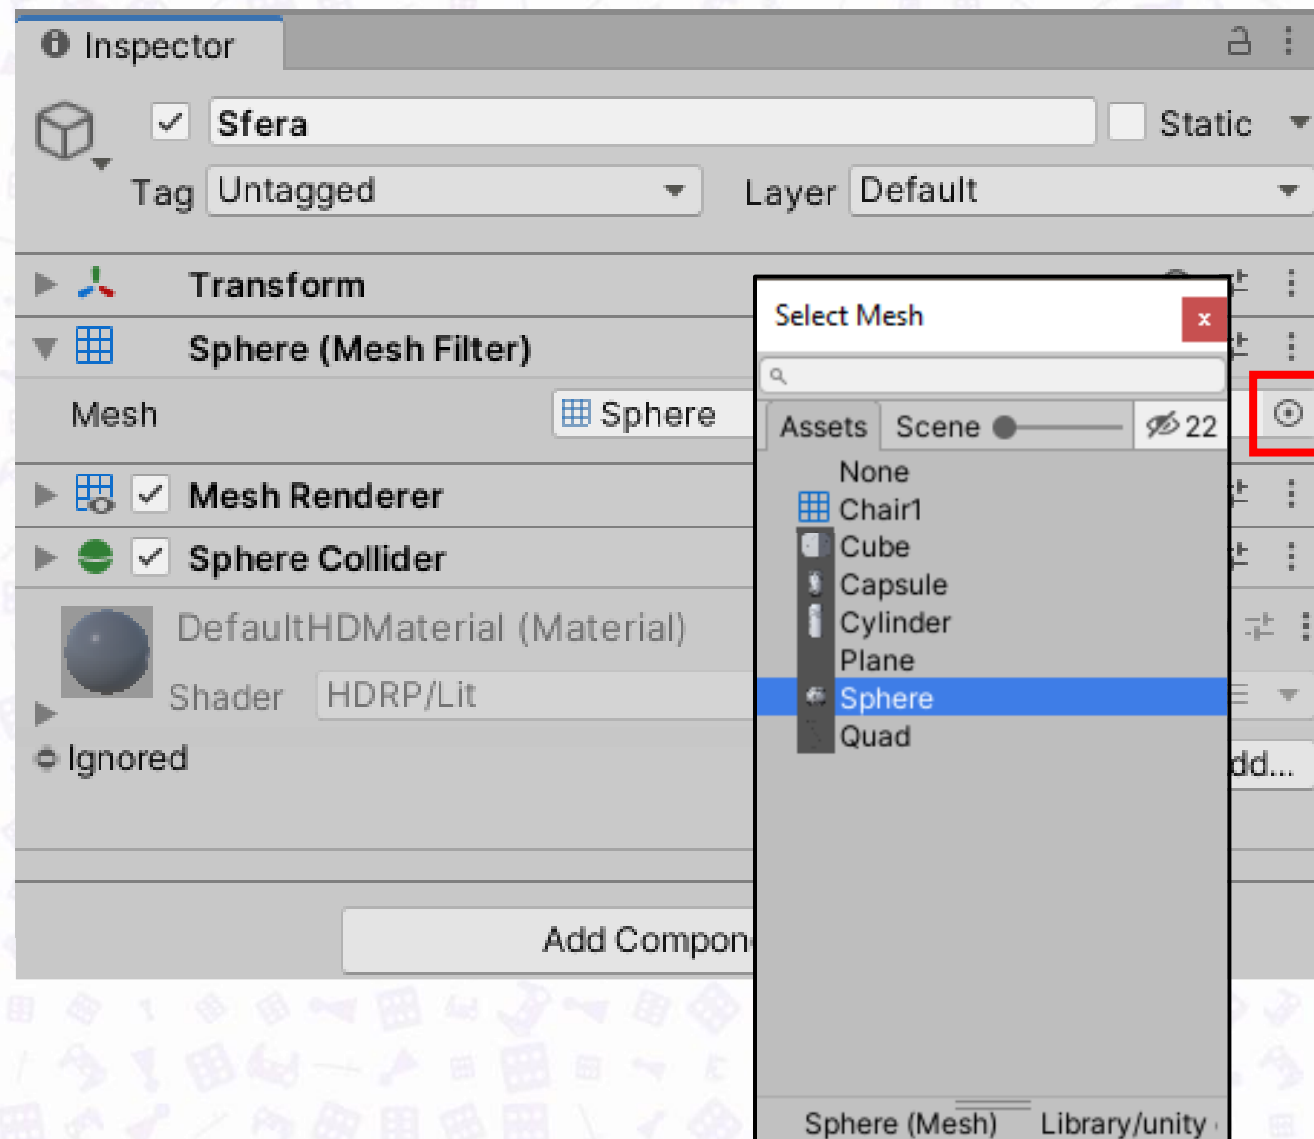 Inspector
Sfera
Static
Tag Untagged
Layer Default
Transform
Sphere (Mesh Filter)
Mesh
Sphere
Mesh Renderer
Sphere Collider
DefaultHDMaterial (Material)
Shader HDRP/Lit
Ignored
dd...
Add Compon
Select Mesh
x
Assets Scene 22
None
Chair1
Cube
Capsule
Cylinder
Plane
Sphere
Quad
Sphere (Mesh) Library/unity